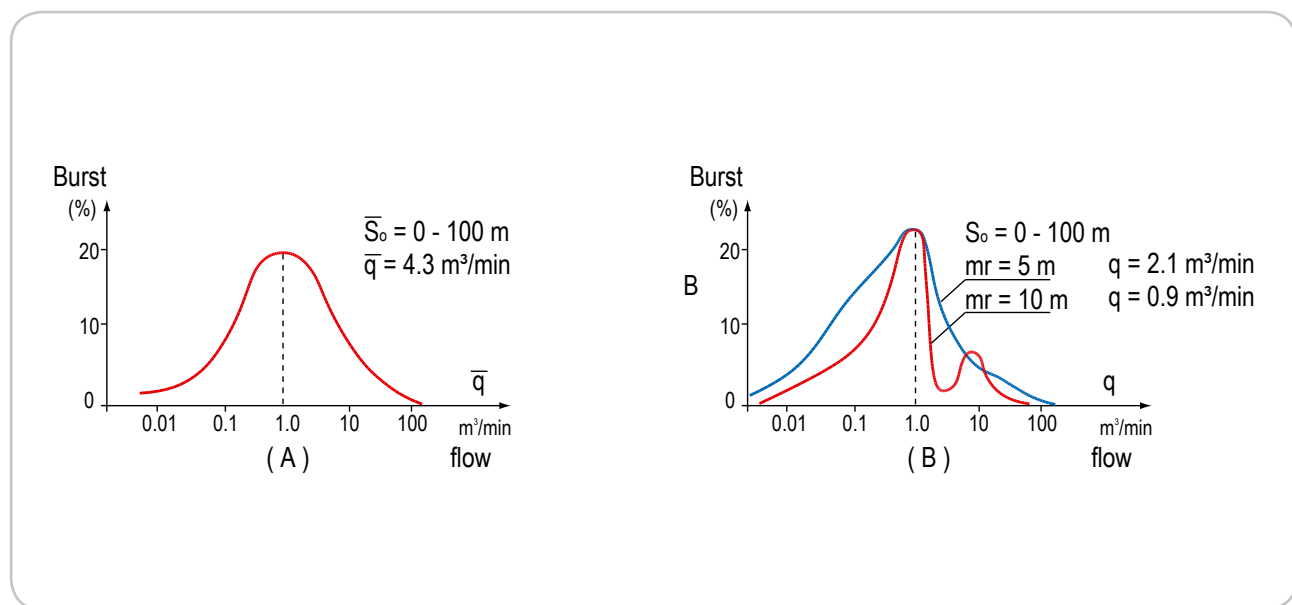 Burst
(%)
20
10
0
S̅ₒ = 0 - 100 m
q̅ = 4.3 m³/min
q̅
0.01 0.1 1.0 10 100 m³/min
( A ) flow
Burst
(%)
20
B
10
0
Sₒ = 0 - 100 m
mr = 5 m q = 2.1 m³/min
mr = 10 m q = 0.9 m³/min
q
0.01 0.1 1.0 10 100 m³/min
( B ) flow